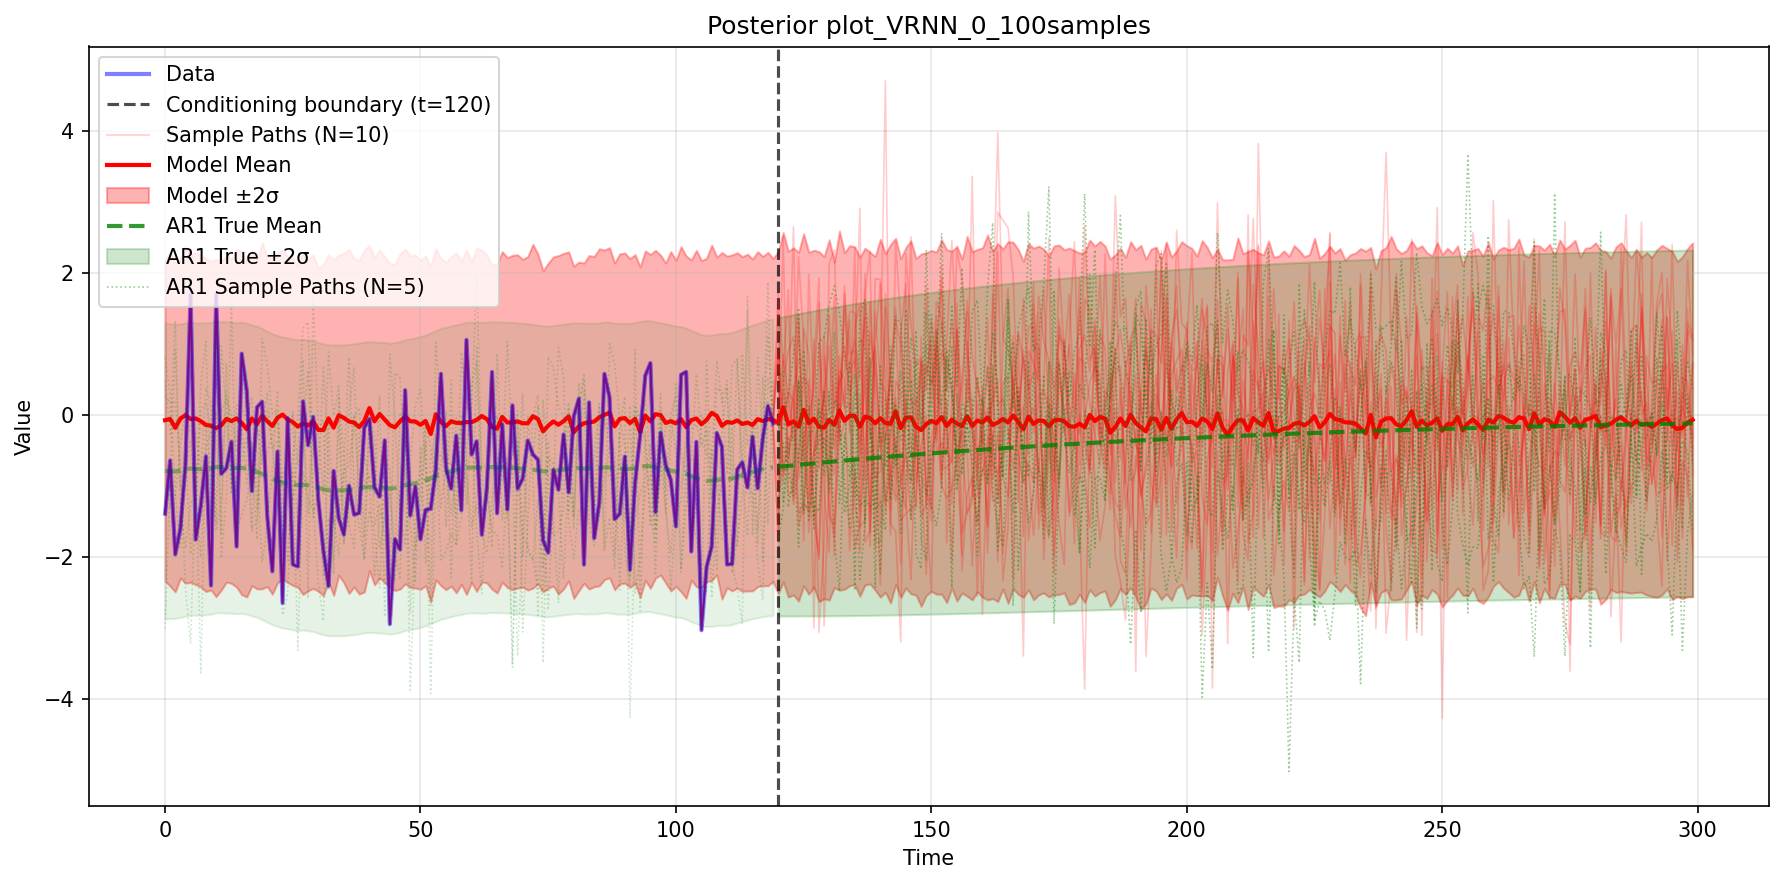 Posterior plot_VRNN_0_100samples
Data
Conditioning boundary (t=120)
Sample Paths (N=10)
Model Mean
Model ±2σ
AR1 True Mean
AR1 True ±2σ
AR1 Sample Paths (N=5)
Value
4
2
0
−2
−4
0 50 100 150 200 250 300
Time